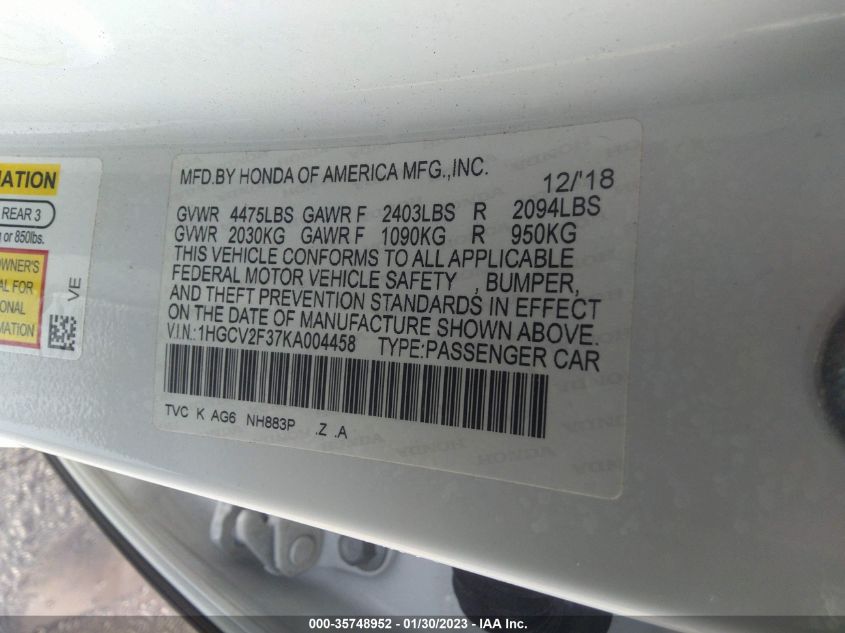 MATION
REAR 3
or 850lbs.
OWNER'S
AL FOR
IONAL
MATION
VE
MFD.BY HONDA OF AMERICA MFG.,INC.
12/'18
GVWR 4475LBS GAWR F 2403LBS R 2094LBS
GVWR 2030KG GAWR F 1090KG R 950KG
THIS VEHICLE CONFORMS TO ALL APPLICABLE
FEDERAL MOTOR VEHICLE SAFETY , BUMPER,
AND THEFT PREVENTION STANDARDS IN EFFECT
ON THE DATE OF MANUFACTURE SHOWN ABOVE.
VIN:1HGCV2F37KA004458 TYPE:PASSENGER CAR
TVC K AG6 NH883P .Z .A
000-35748952 - 01/30/2023 - IAA Inc.